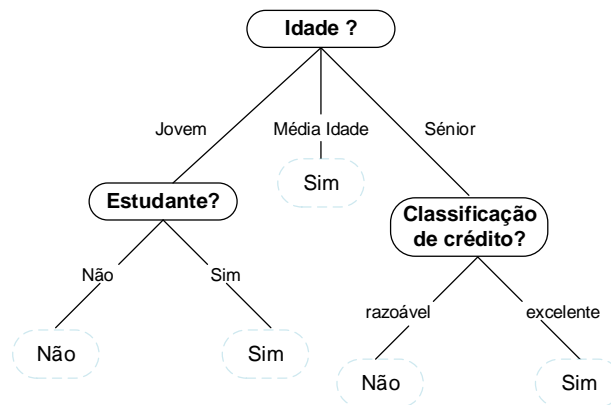 Idade ?
Jovem
Média Idade
Sénior
Sim
Estudante?
Classificação
de crédito?
Não
Sim
razoável
excelente
Não
Sim
Não
Sim